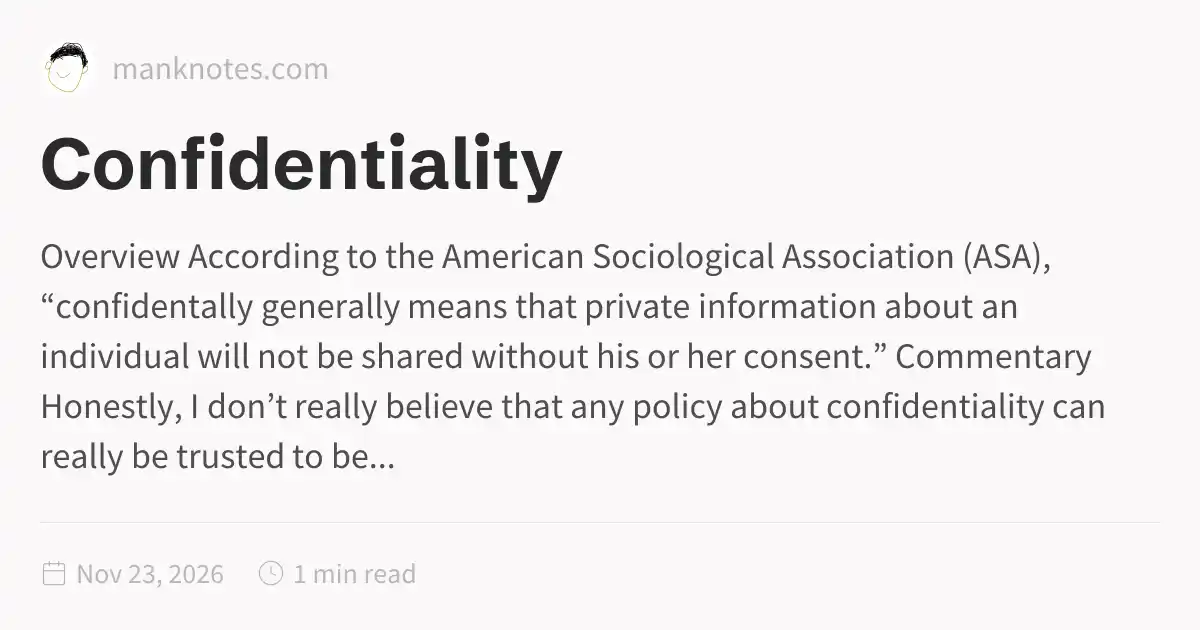 manknotes.com
Confidentiality
Overview According to the American Sociological Association (ASA),
“confidentally generally means that private information about an
individual will not be shared without his or her consent.” Commentary
Honestly, I don’t really believe that any policy about confidentiality can
really be trusted to be...
Nov 23, 2026 1 min read